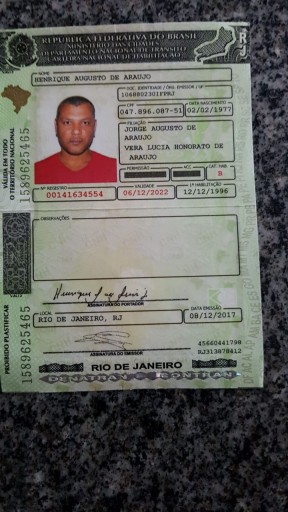 REPÚBLICA FEDERATIVA DO BRASIL
MINISTÉRIO DAS CIDADES
DEPARTAMENTO NACIONAL DE TRÂNSITO
CARTEIRA NACIONAL DE HABILITAÇÃO
RJ
NOME
HENRIQUE AUGUSTO DE ARAUJO
DOC. IDENTIDADE / ÓRG. EMISSOR / UF
CPF
DATA NASCIMENTO
047.896.087-51
02/02/1977
FILIAÇÃO
JORGE AUGUSTO DE
ARAUJO
VERA LUCIA HONORATO DE
ARAUJO
PERMISSÃO
ACC
CAT. HAB.
B
Nº REGISTRO
VALIDADE
1ª HABILITAÇÃO
00141634554
06/12/2022
12/12/1996
VÁLIDA EM TODO
O TERRITÓRIO NACIONAL
1589625465
OBSERVAÇÕES
ASSINATURA DO PORTADOR
LOCAL
DATA EMISSÃO
RIO DE JANEIRO, RJ
08/12/2017
PROIBIDO PLASTIFICAR
1589625465
45660441798
RJ313878412
ASSINATURA DO EMISSOR
RIO DE JANEIRO
DENATRAN
CONTRAN